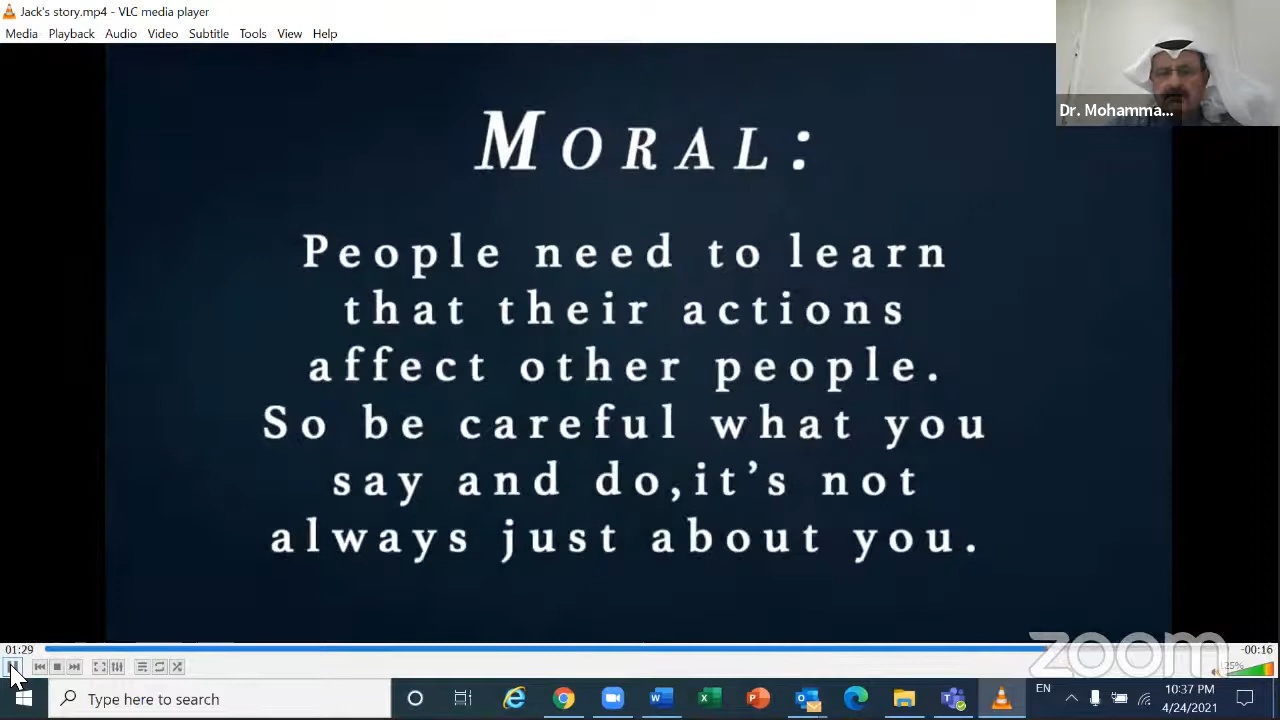 Jack's story.mp4 - VLC media player
Media Playback Audio Video Subtitle Tools View Help
Dr. Mohamma...
MORAL:
People need to learn
that their actions
affect other people.
So be careful what you
say and do,it's not
always just about you.
01:29
-00:16
zoom
125%
Type here to search
EN
10:37 PM
4/24/2021